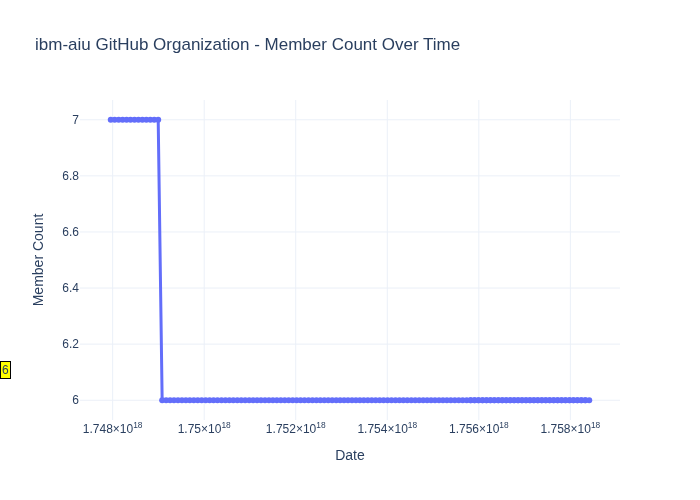 ibm-aiu GitHub Organization - Member Count Over Time
7
6.8
6.6
6.4
6.2
6
Member Count
6
1.748×10¹⁸ 1.75×10¹⁸ 1.752×10¹⁸ 1.754×10¹⁸ 1.756×10¹⁸ 1.758×10¹⁸
Date